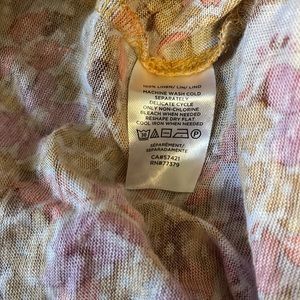 100% LINEN/ LIN/ LINO
MACHINE WASH COLD
SEPARATELY
DELICATE CYCLE
ONLY NON-CHLORINE
BLEACH WHEN NEEDED
RESHAPE DRY FLAT
COOL IRON WHEN NEEDED
SÉPARÉMENT/
SEPARADAMENTE
CA#57421
RN#77379